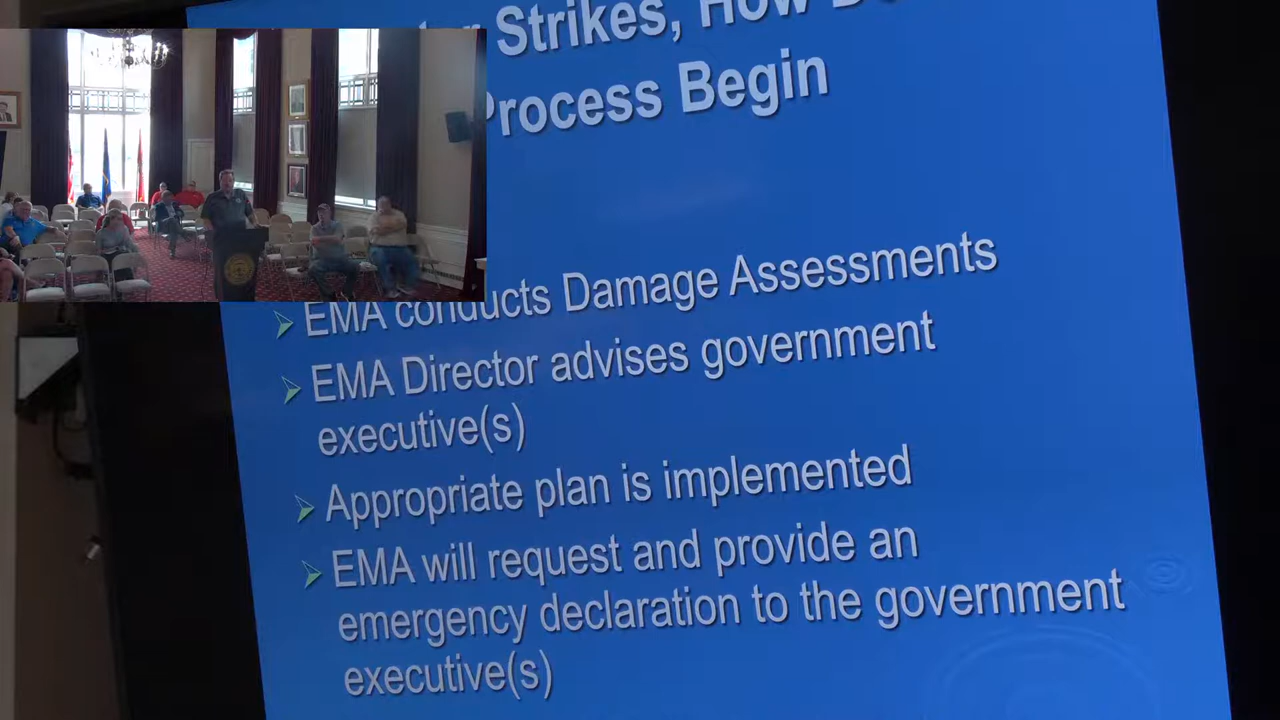 Strikes, How
Process Begin
EMA conducts Damage Assessments
EMA Director advises government
executive(s)
Appropriate plan is implemented
EMA will request and provide an
emergency declaration to the government
executive(s)